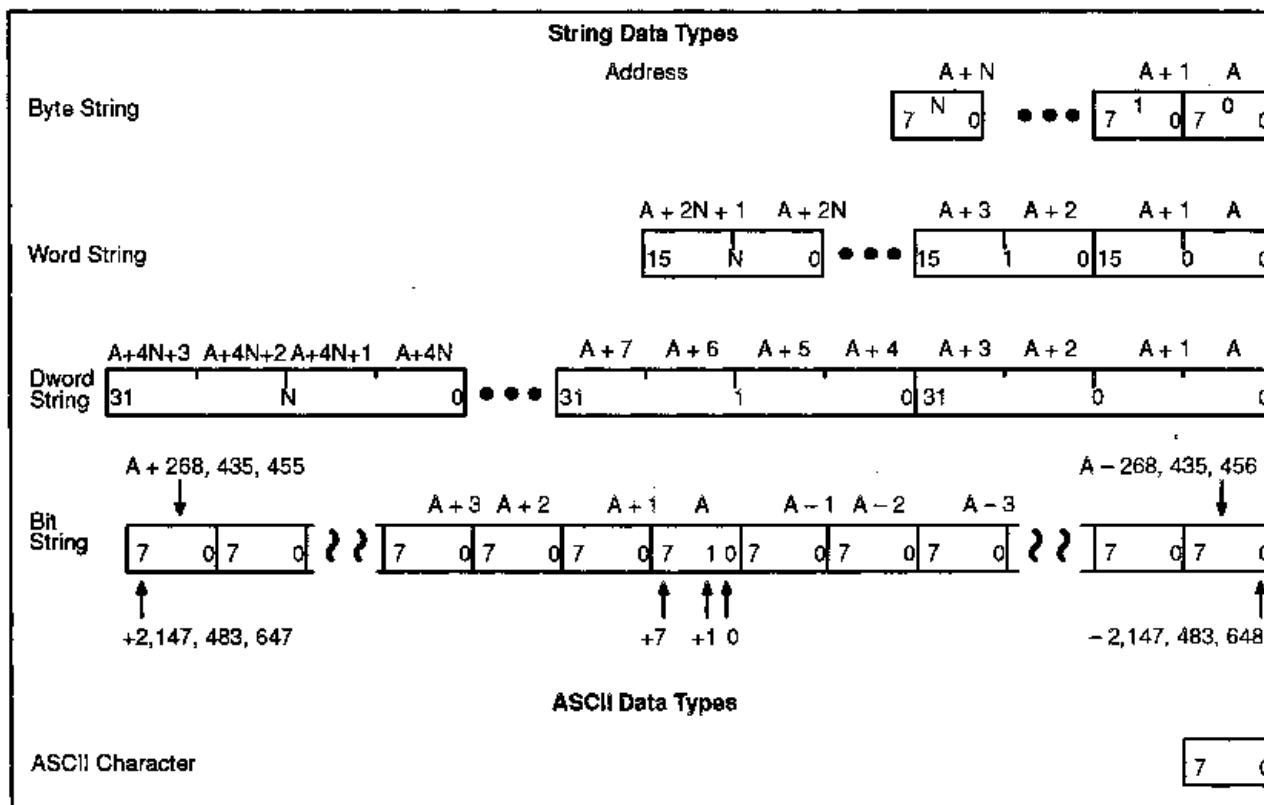 String Data Types
Address
A + N A + 1 A
Byte String
N 1 0
7 0 7 0 7 0
A + 2N + 1 A + 2N A + 3 A + 2 A + 1 A
Word String
15 N 0 15 1 0 15 0 0
A+4N+3 A+4N+2 A+4N+1 A+4N A + 7 A + 6 A + 5 A + 4 A + 3 A + 2 A + 1 A
Dword
String
31 N 0 31 1 0 31 0 0
A + 268, 435, 455 A – 268, 435, 456
A + 3 A + 2 A + 1 A A – 1 A – 2 A – 3
Bit
String
7 0 7 0 7 0 7 0 7 0 7 1 0 7 0 7 0 7 0 7 0 7 0
+2,147, 483, 647 +7 +1 0 – 2,147, 483, 648
ASCII Data Types
ASCII Character
7 0